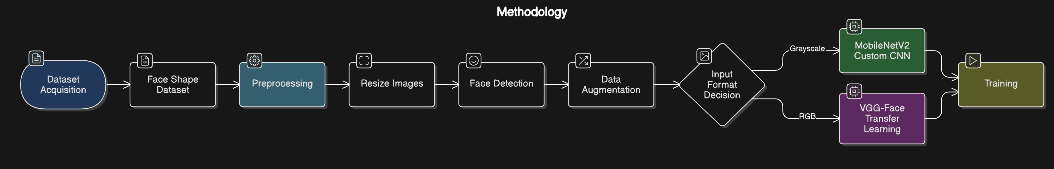 Methodology
Dataset
Acquisition
Face Shape
Dataset
Preprocessing
Resize Images
Face Detection
Data
Augmentation
Input
Format
Decision
Grayscale
MobileNetV2
Custom CNN
RGB
VGG-Face
Transfer
Learning
Training